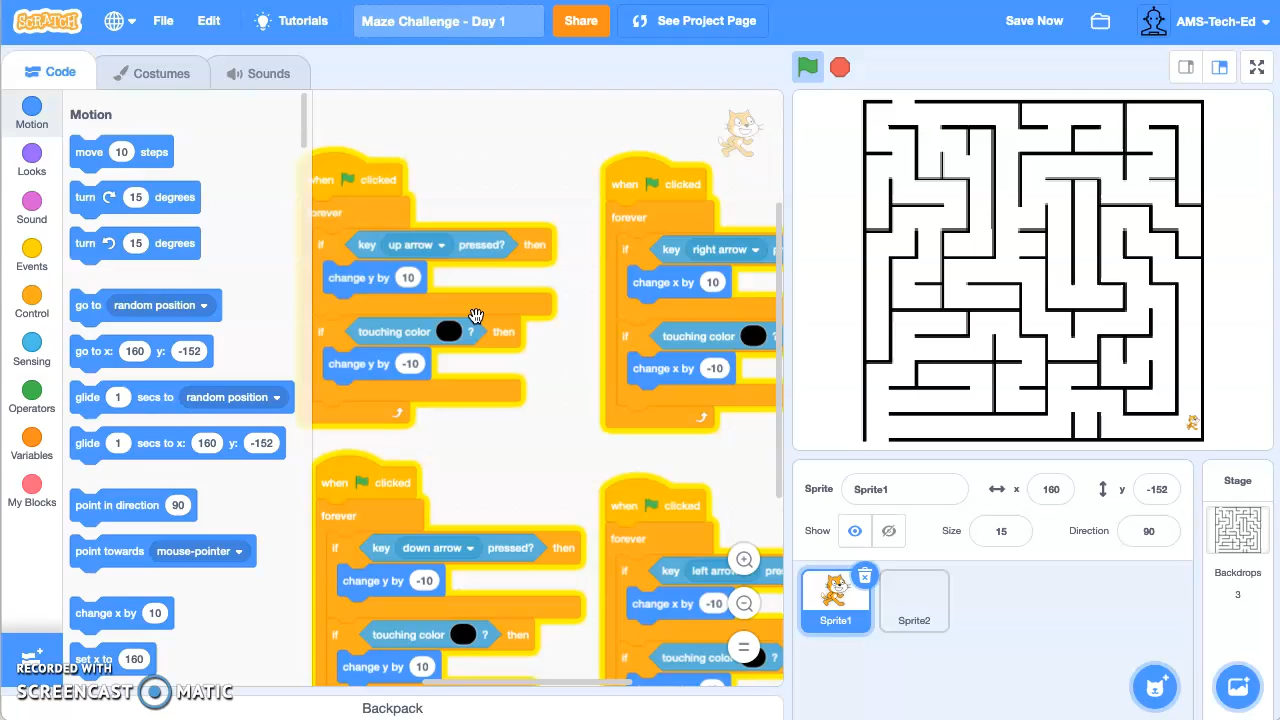 SCRATCH File Edit Tutorials Maze Challenge - Day 1 Share See Project Page Save Now AMS-Tech-Ed
Code Costumes Sounds
Motion
Looks
Sound
Events
Control
Sensing
Operators
Variables
My Blocks
Motion
move 10 steps
turn 15 degrees
turn 15 degrees
go to random position
go to x: 160 y: -152
glide 1 secs to random position
glide 1 secs to x: 160 y: -152
point in direction 90
point towards mouse-pointer
change x by 10
set x to 160
when clicked
forever
if key up arrow pressed? then
change y by 10
if touching color ? then
change y by -10
when clicked
forever
if key right arrow
change x by 10
if touching color ?
change x by -10
when clicked
forever
if key down arrow pressed? then
change y by -10
if touching color ? then
change y by 10
when clicked
forever
if key left
change x by -10
if touching
Sprite Sprite1 x 160 y -152
Show Size 15 Direction 90
Sprite1
Sprite2
Stage
Backdrops
3
Backpack
RECORDED WITH
SCREENCAST MATIC